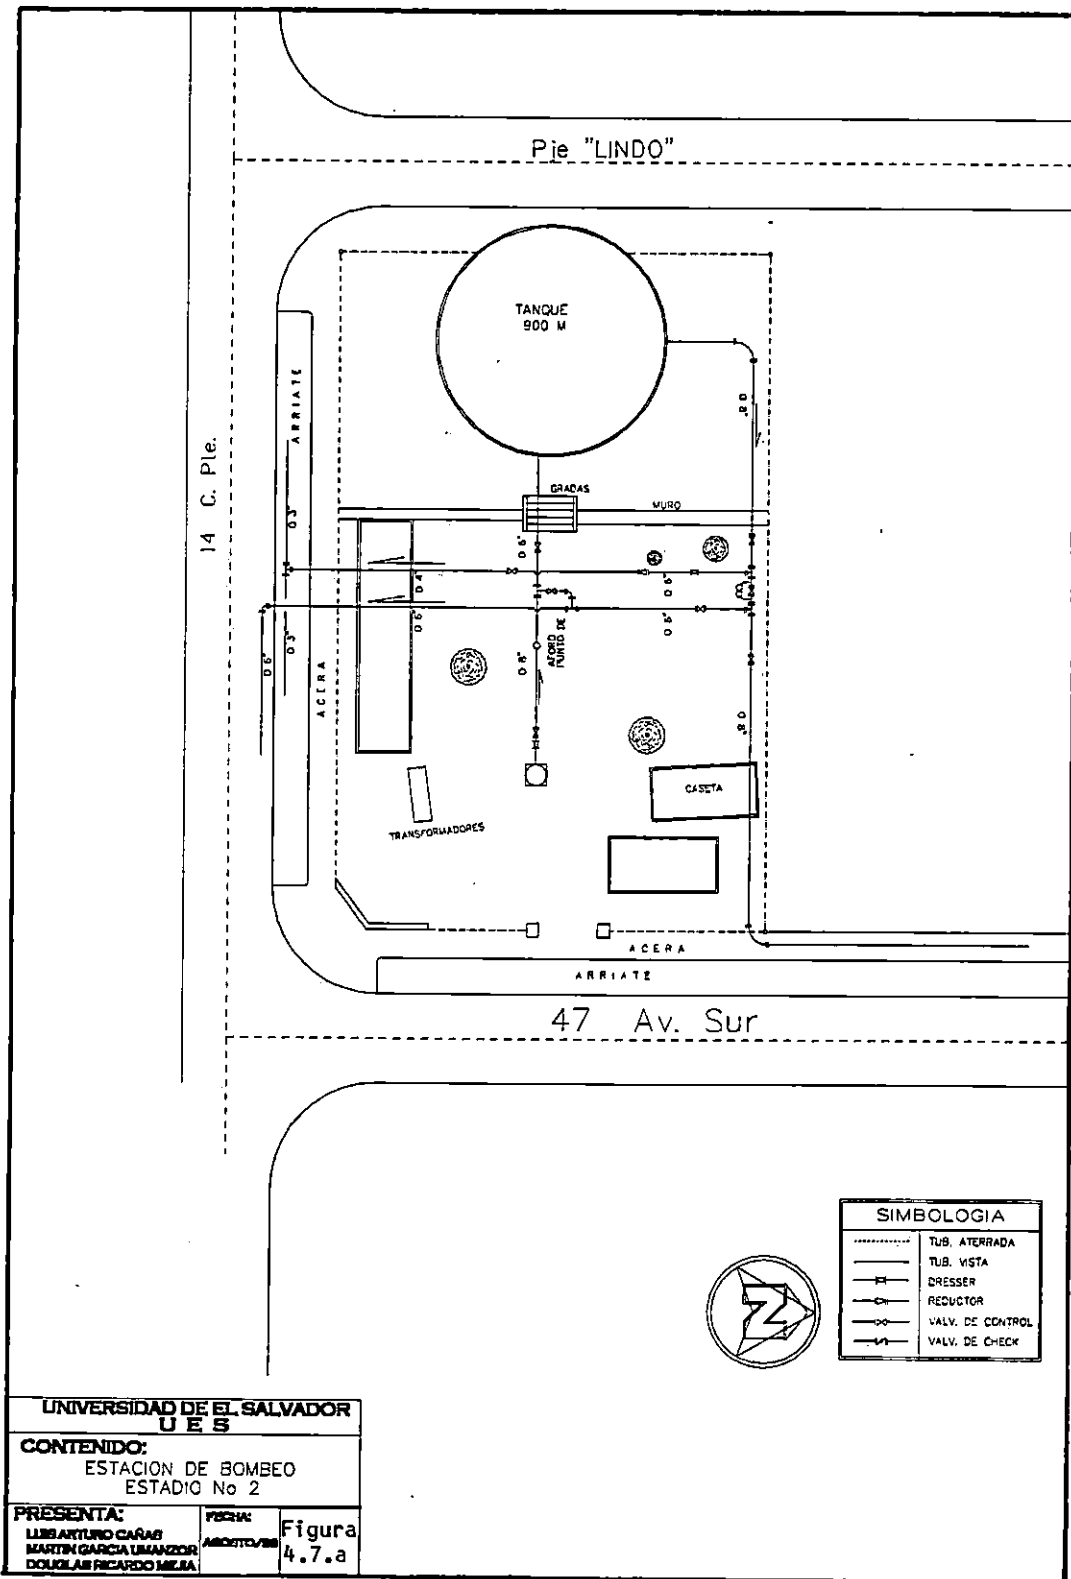 Pje "LINDO"
TANQUE
900 M
ARRIATE
14 C. Pte.
GRADAS
MURO
D 8"
D 3"
D 6"
D 4"
D 6"
D 6"
D 6"
D 3"
D 6"
D 8"
AFORO
PUNTO DE
ACERA
D 8"
CASETA
TRANSFORMADORES
ACERA
ARRIATE
47 Av. Sur
SIMBOLOGIA
TUB. ATERRADA
TUB. VISTA
DRESSER
REDUCTOR
VALV. DE CONTROL
VALV. DE CHECK
N
UNIVERSIDAD DE EL SALVADOR
U E S
CONTENIDO:
ESTACION DE BOMBEO
ESTADIO No 2
PRESENTA:
LUIS ARTURO CAÑAS
MARTIN GARCIA UMANZOR
DOUGLAS RICARDO MEJIA
FECHA:
Figura
4.7.a